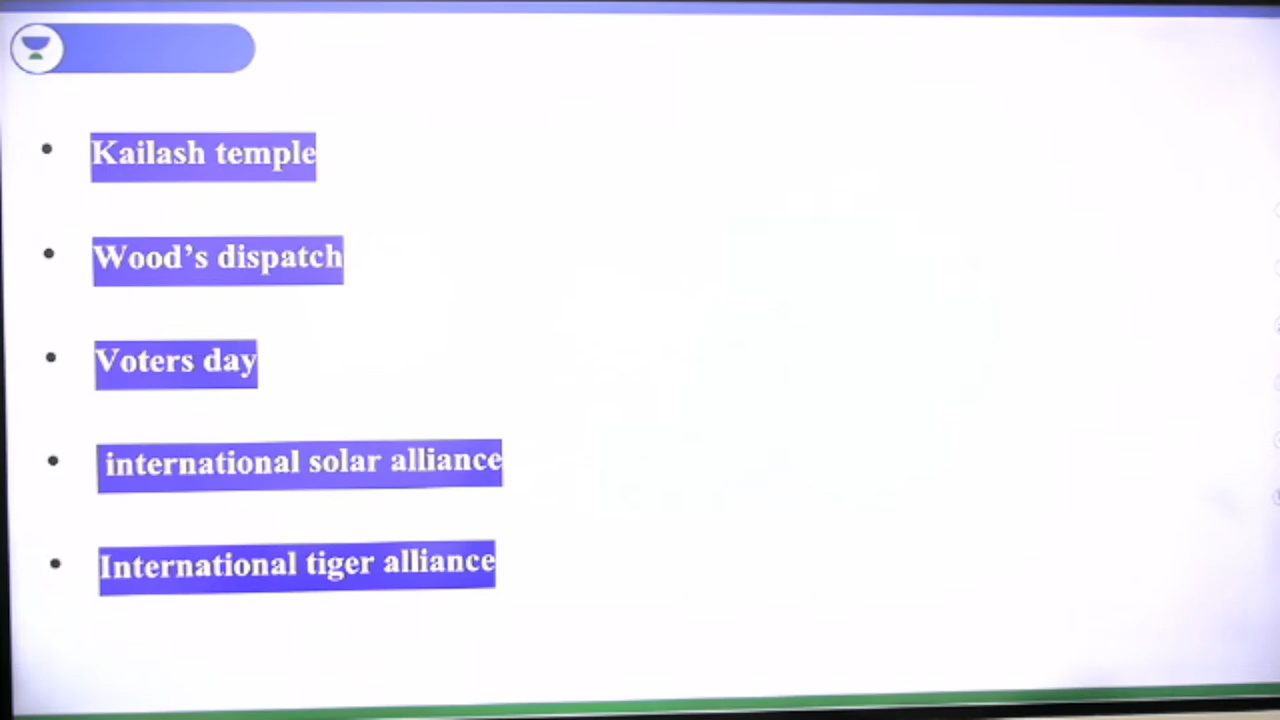 Kailash temple
Wood's dispatch
Voters day
international solar alliance
International tiger alliance